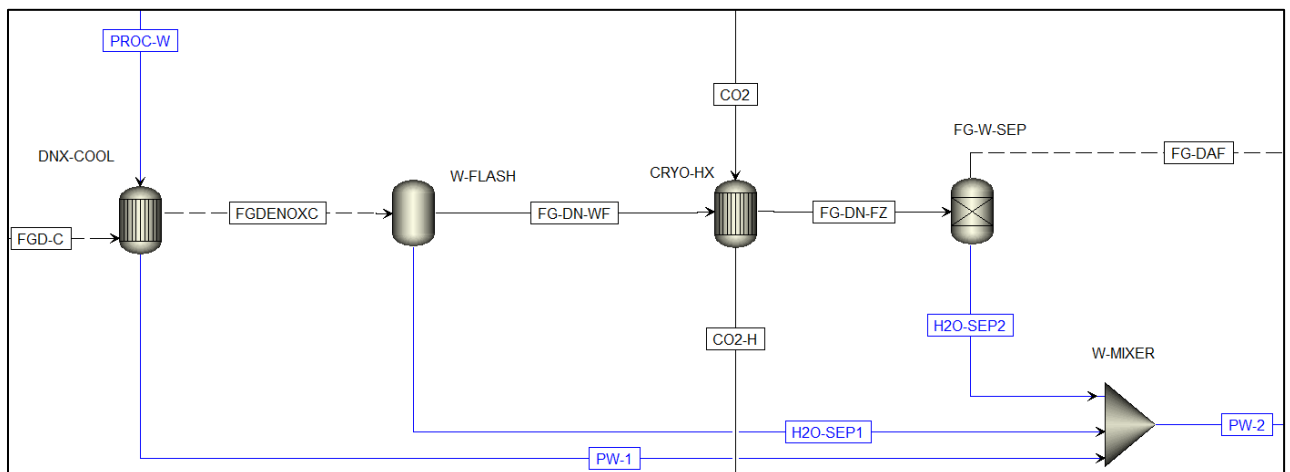 PROC-W
CO2
FG-W-SEP
FG-DAF
DNX-COOL
W-FLASH
CRYO-HX
FGDENOXC
FG-DN-WF
FG-DN-FZ
FGD-C
H2O-SEP2
CO2-H
W-MIXER
H2O-SEP1
PW-2
PW-1